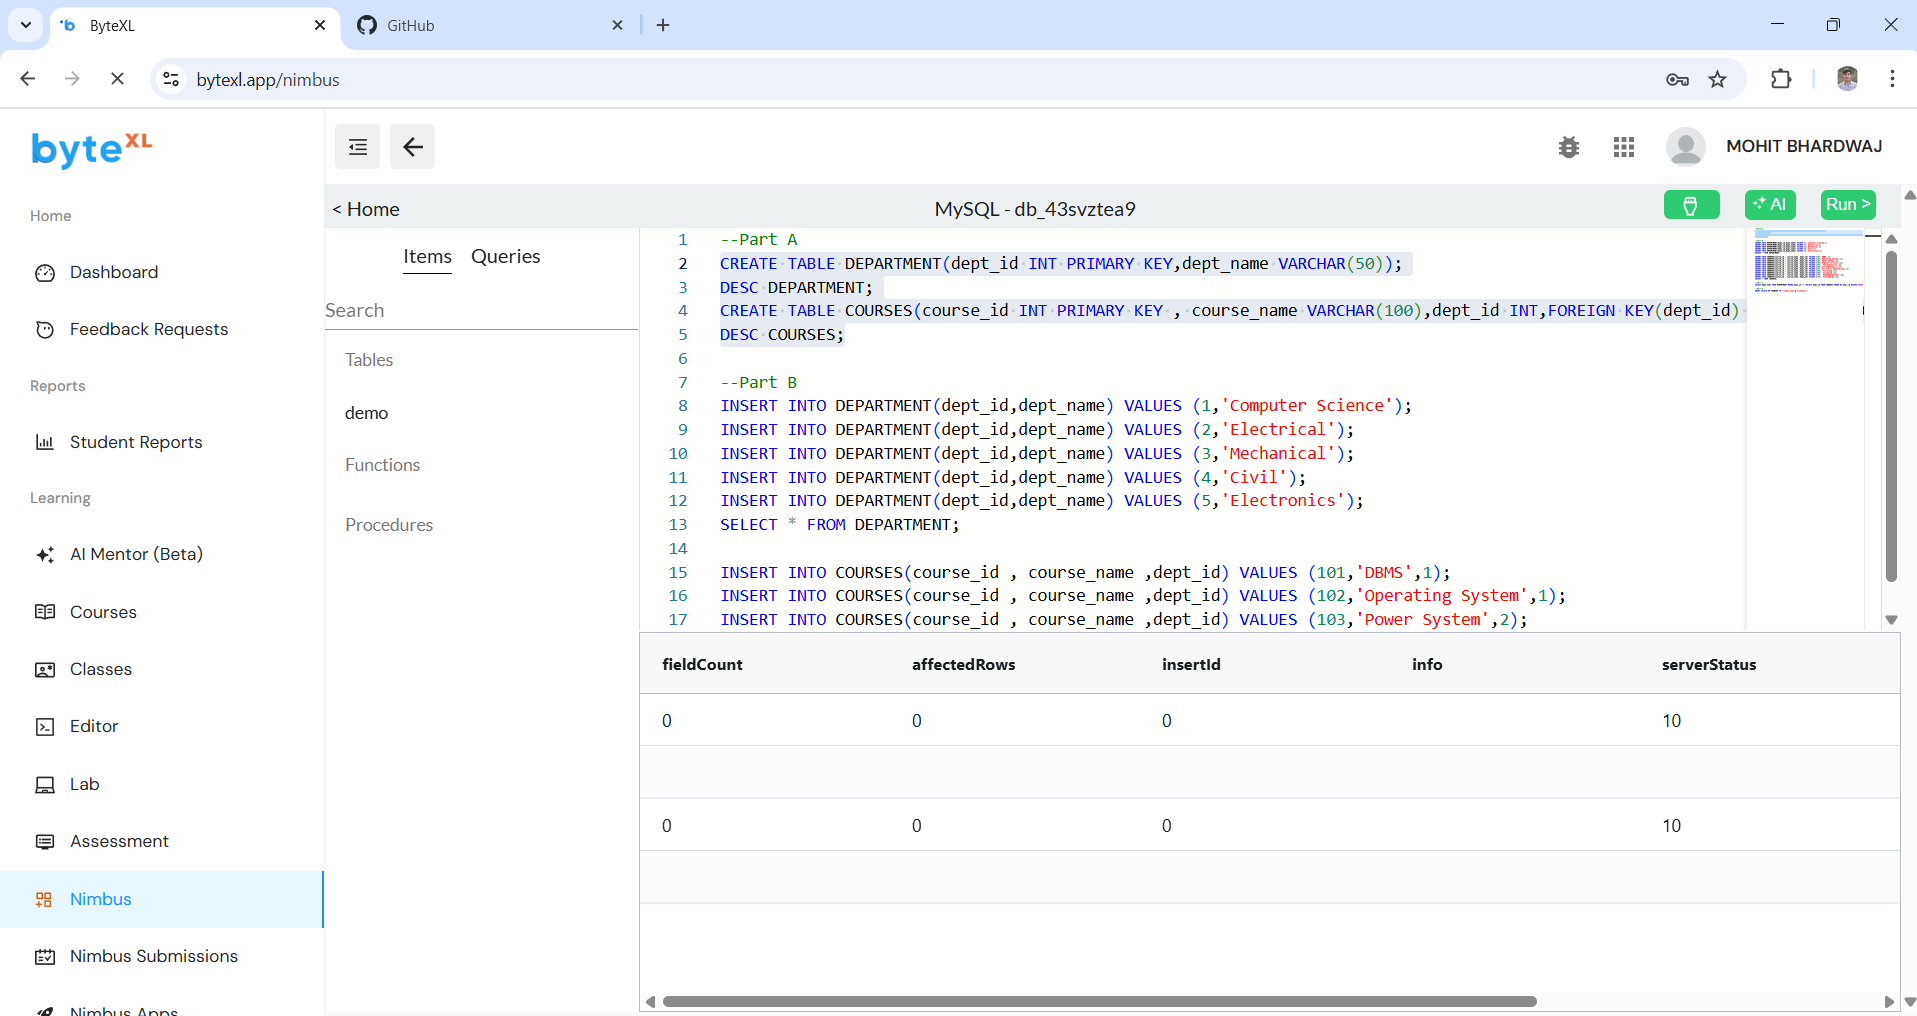 ByteXL
GitHub
bytexl.app/nimbus
byteXL
MOHIT BHARDWAJ
Home
Dashboard
Feedback Requests
Reports
Student Reports
Learning
AI Mentor (Beta)
Courses
Classes
Editor
Lab
Assessment
Nimbus
Nimbus Submissions
Nimbus Apps
< Home
MySQL - db_43svztea9
AI
Run >
Items Queries
Search
Tables
demo
Functions
Procedures
1 --Part A
2 CREATE TABLE DEPARTMENT(dept_id INT PRIMARY KEY,dept_name VARCHAR(50));
3 DESC DEPARTMENT;
4 CREATE TABLE COURSES(course_id INT PRIMARY KEY , course_name VARCHAR(100),dept_id INT,FOREIGN KEY(dept_id)
5 DESC COURSES;
6
7 --Part B
8 INSERT INTO DEPARTMENT(dept_id,dept_name) VALUES (1,'Computer Science');
9 INSERT INTO DEPARTMENT(dept_id,dept_name) VALUES (2,'Electrical');
10 INSERT INTO DEPARTMENT(dept_id,dept_name) VALUES (3,'Mechanical');
11 INSERT INTO DEPARTMENT(dept_id,dept_name) VALUES (4,'Civil');
12 INSERT INTO DEPARTMENT(dept_id,dept_name) VALUES (5,'Electronics');
13 SELECT * FROM DEPARTMENT;
14
15 INSERT INTO COURSES(course_id , course_name ,dept_id) VALUES (101,'DBMS',1);
16 INSERT INTO COURSES(course_id , course_name ,dept_id) VALUES (102,'Operating System',1);
17 INSERT INTO COURSES(course_id , course_name ,dept_id) VALUES (103,'Power System',2);
fieldCount affectedRows insertId info serverStatus
0 0 0 10
0 0 0 10